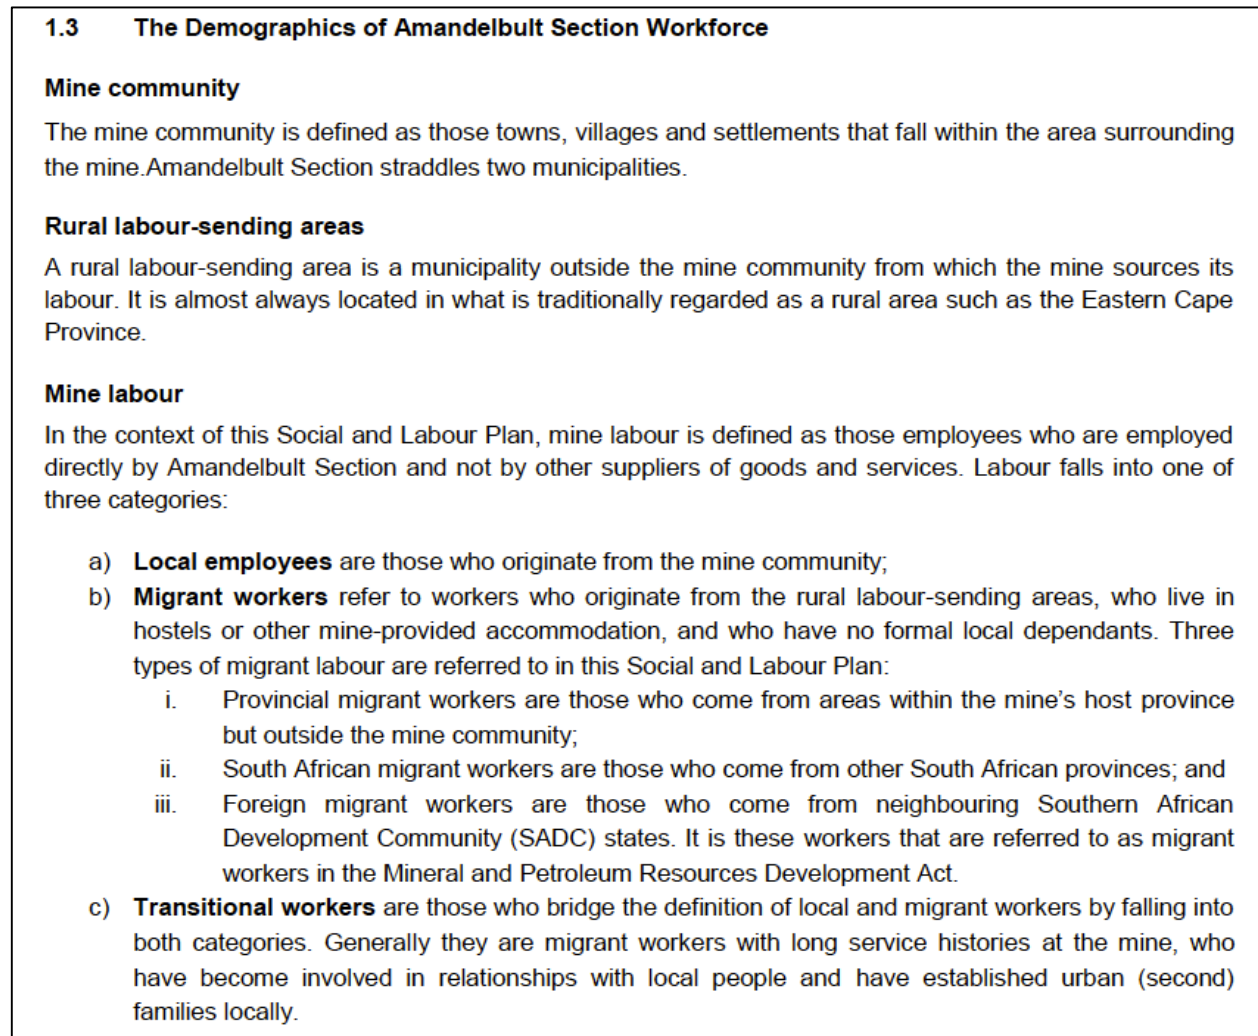 1.3 The Demographics of Amandelbult Section Workforce
Mine community
The mine community is defined as those towns, villages and settlements that fall within the area surrounding
the mine.Amandelbult Section straddles two municipalities.
Rural labour-sending areas
A rural labour-sending area is a municipality outside the mine community from which the mine sources its
labour. It is almost always located in what is traditionally regarded as a rural area such as the Eastern Cape
Province.
Mine labour
In the context of this Social and Labour Plan, mine labour is defined as those employees who are employed
directly by Amandelbult Section and not by other suppliers of goods and services. Labour falls into one of
three categories:
a) Local employees are those who originate from the mine community;
b) Migrant workers refer to workers who originate from the rural labour-sending areas, who live in
hostels or other mine-provided accommodation, and who have no formal local dependants. Three
types of migrant labour are referred to in this Social and Labour Plan:
i. Provincial migrant workers are those who come from areas within the mine's host province
but outside the mine community;
ii. South African migrant workers are those who come from other South African provinces; and
iii. Foreign migrant workers are those who come from neighbouring Southern African
Development Community (SADC) states. It is these workers that are referred to as migrant
workers in the Mineral and Petroleum Resources Development Act.
c) Transitional workers are those who bridge the definition of local and migrant workers by falling into
both categories. Generally they are migrant workers with long service histories at the mine, who
have become involved in relationships with local people and have established urban (second)
families locally.